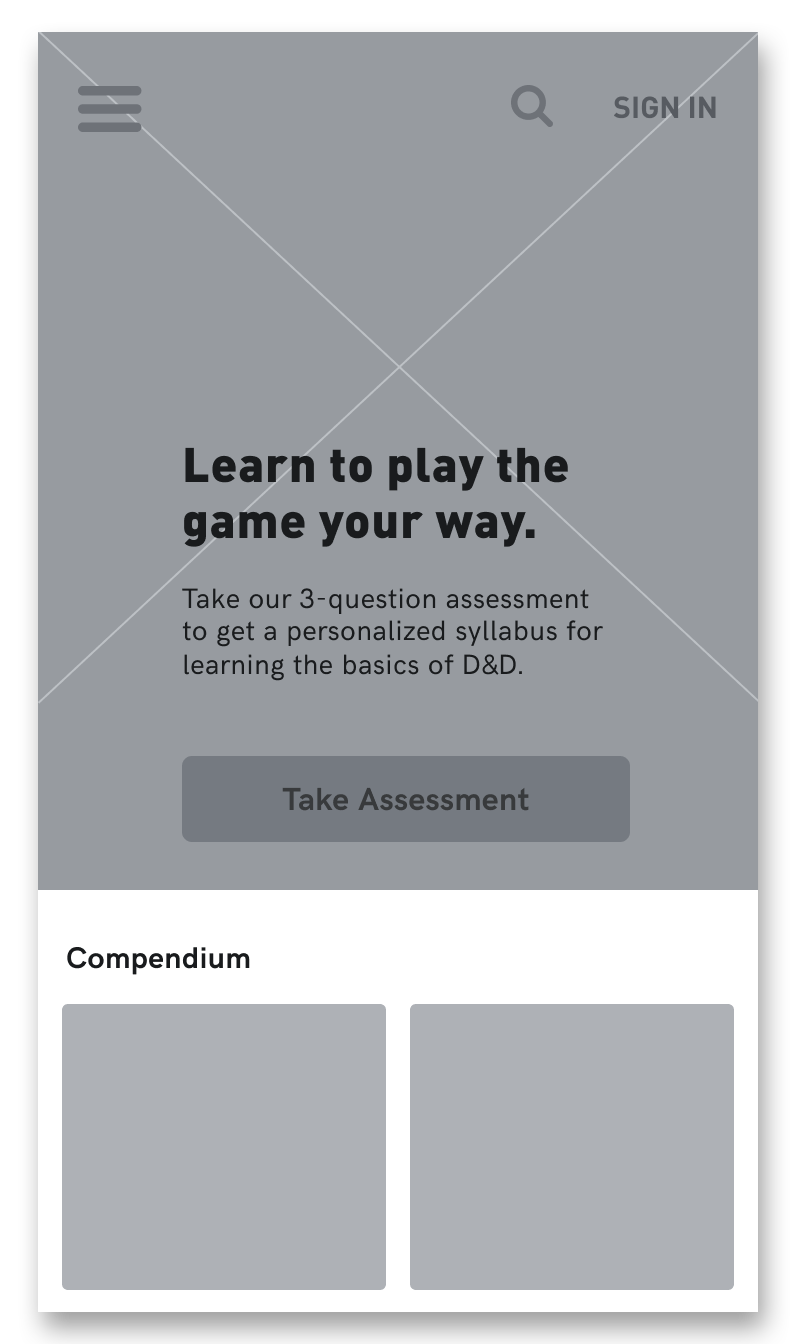 SIGN IN
Learn to play the
game your way.
Take our 3-question assessment
to get a personalized syllabus for
learning the basics of D&D.
Take Assessment
Compendium